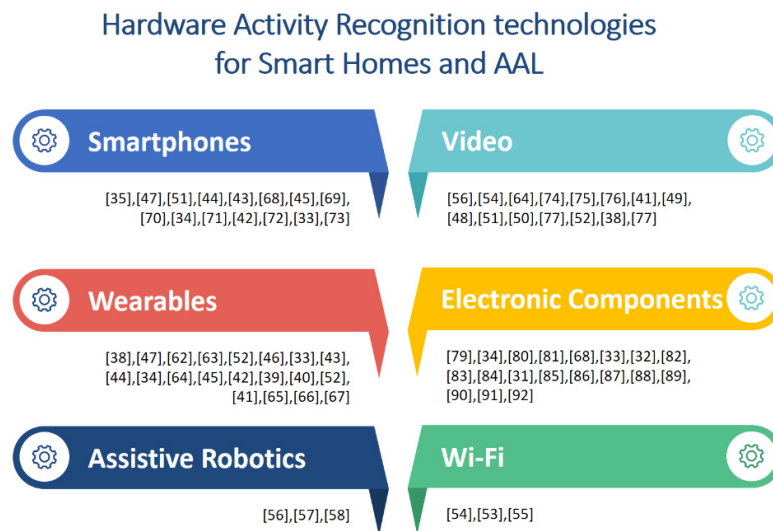 Hardware Activity Recognition technologies
for Smart Homes and AAL
Smartphones
[35],[47],[51],[44],[43],[68],[45],[69],
[70],[34],[71],[42],[72],[33],[73]
Video
[56],[54],[64],[74],[75],[76],[41],[49],
[48],[51],[50],[77],[52],[38],[77]
Wearables
[38],[47],[62],[63],[52],[46],[33],[43],
[44],[34],[64],[45],[42],[39],[40],[52],
[41],[65],[66],[67]
Electronic Components
[79],[34],[80],[81],[68],[33],[32],[82],
[83],[84],[31],[85],[86],[87],[88],[89],
[90],[91],[92]
Assistive Robotics
[56],[57],[58]
Wi-Fi
[54],[53],[55]